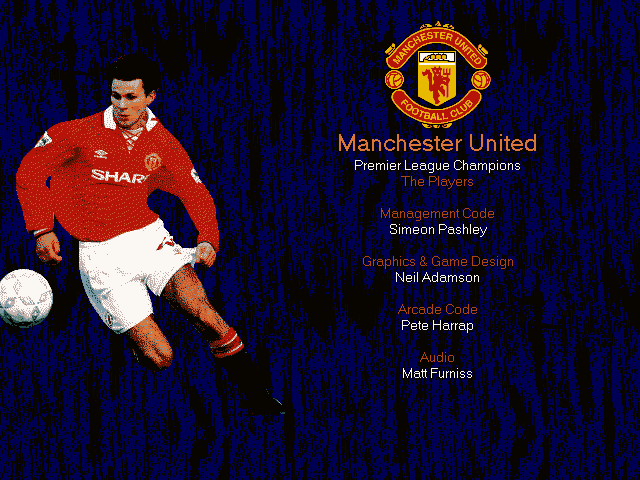 MANCHESTER UNITED
FOOTBALL CLUB
Manchester United
Premier League Champions
The Players
Management Code
Simeon Pashley
Graphics & Game Design
Neil Adamson
Arcade Code
Pete Harrap
Audio
Matt Furniss
SHARP